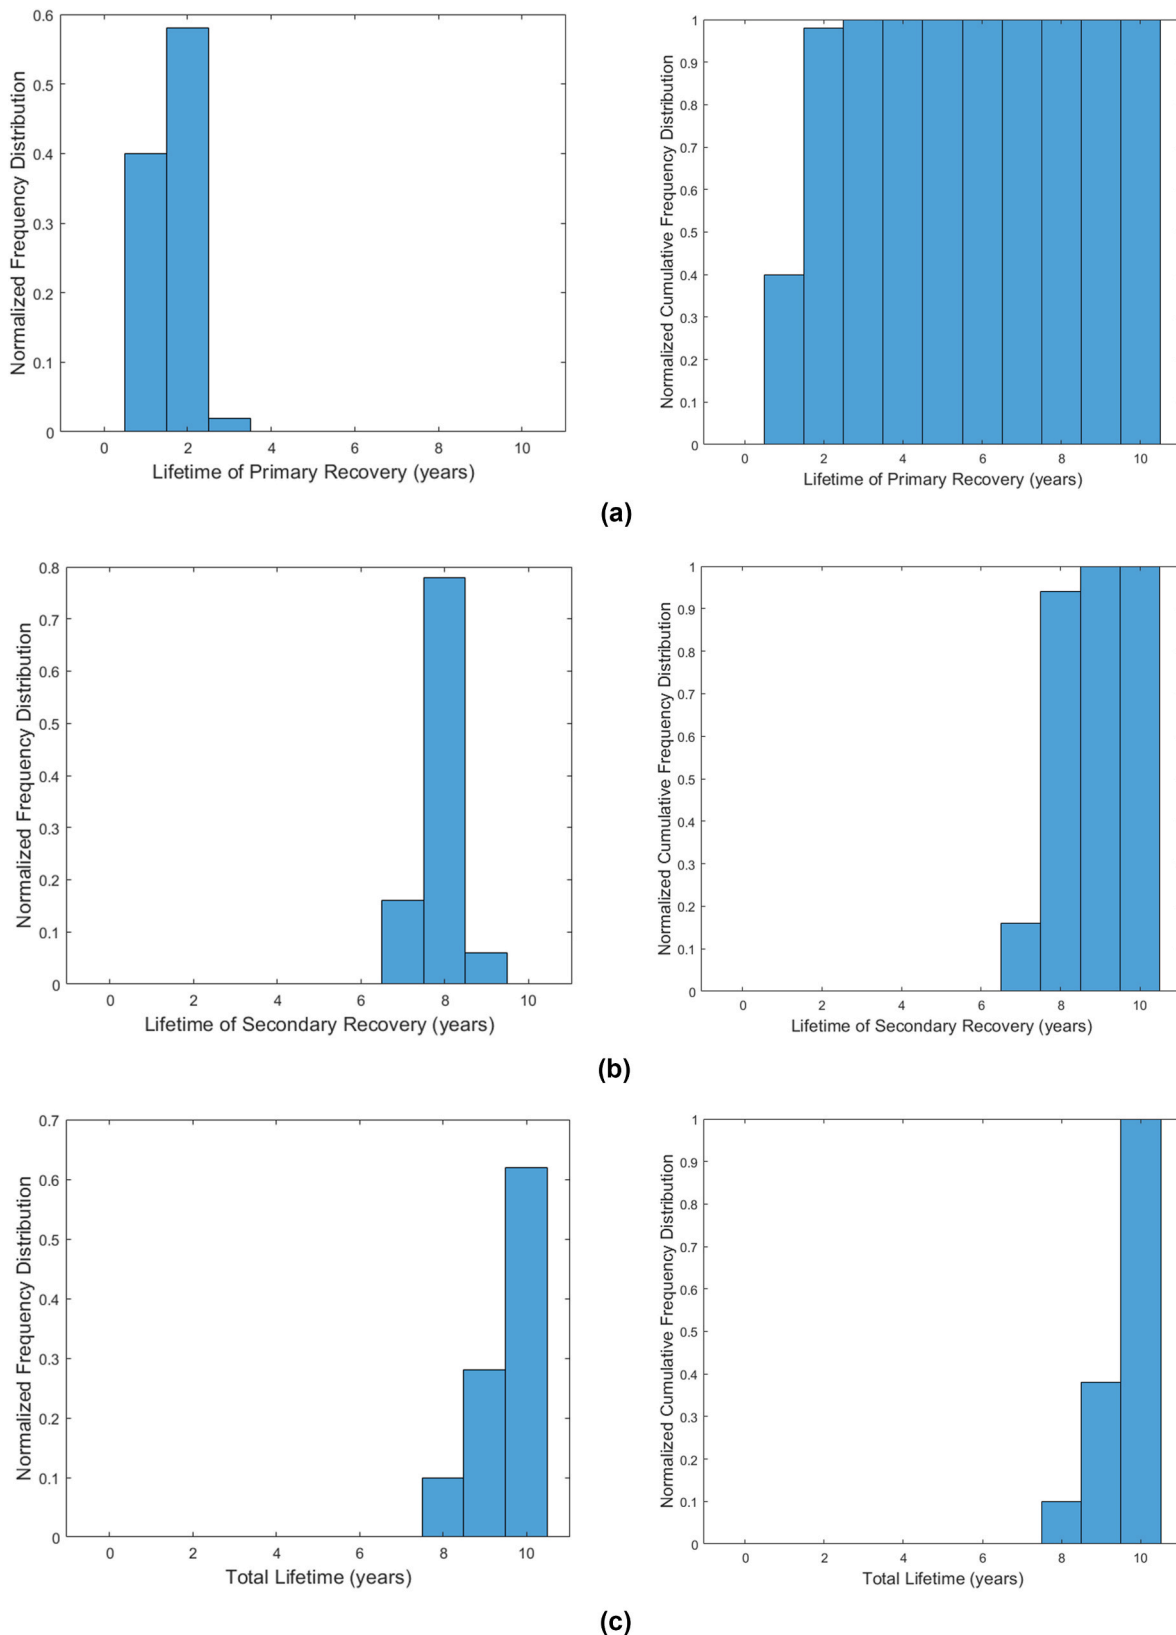 Normalized Frequency Distribution
0.6
0.5
0.4
0.3
0.2
0.1
0
0 2 4 6 8 10
Lifetime of Primary Recovery (years)
Normalized Cumulative Frequency Distribution
1
0.9
0.8
0.7
0.6
0.5
0.4
0.3
0.2
0.1
0
0 2 4 6 8 10
Lifetime of Primary Recovery (years)
(a)
Normalized Frequency Distribution
0.8
0.7
0.6
0.5
0.4
0.3
0.2
0.1
0
0 2 4 6 8 10
Lifetime of Secondary Recovery (years)
Normalized Cumulative Frequency Distribution
1
0.9
0.8
0.7
0.6
0.5
0.4
0.3
0.2
0.1
0
0 2 4 6 8 10
Lifetime of Secondary Recovery (years)
(b)
Normalized Frequency Distribution
0.7
0.6
0.5
0.4
0.3
0.2
0.1
0
0 2 4 6 8 10
Total Lifetime (years)
Normalized Cumulative Frequency Distribution
1
0.9
0.8
0.7
0.6
0.5
0.4
0.3
0.2
0.1
0
0 2 4 6 8 10
Total Lifetime (years)
(c)